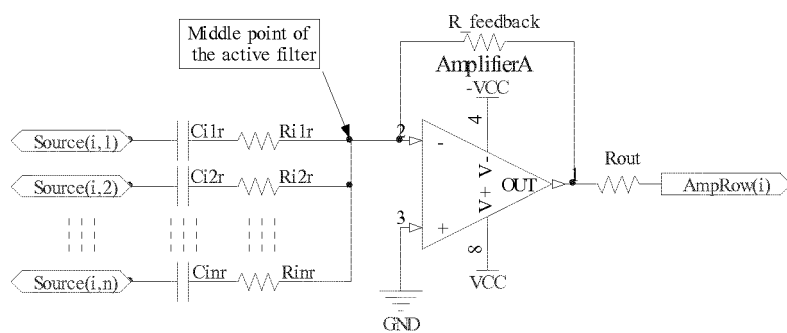 R_feedback
Middle point of
the active filter
AmplifierA
-VCC
4
Source(i,1)
Ci1r
Ri1r
2
-
V-
Source(i,2)
Ci2r
Ri2r
OUT
1
Rout
AmpRow(i)
V+
3
+
8
Source(i,n)
Cinr
Rinr
VCC
GND